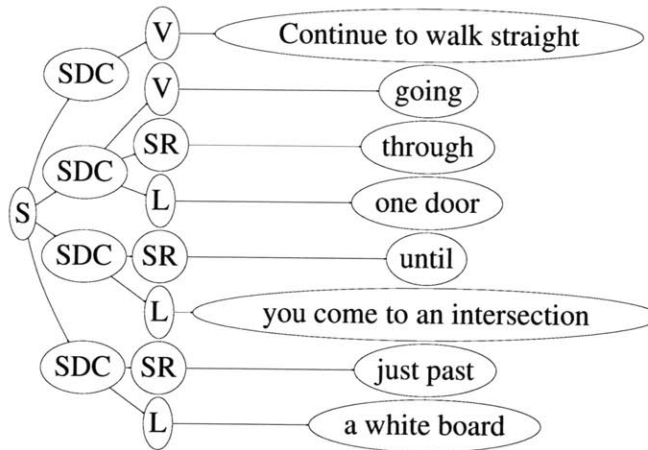 V Continue to walk straight
SDC
V going
SR through
SDC
L one door
S
SDC SR until
L you come to an intersection
SDC SR just past
L a white board